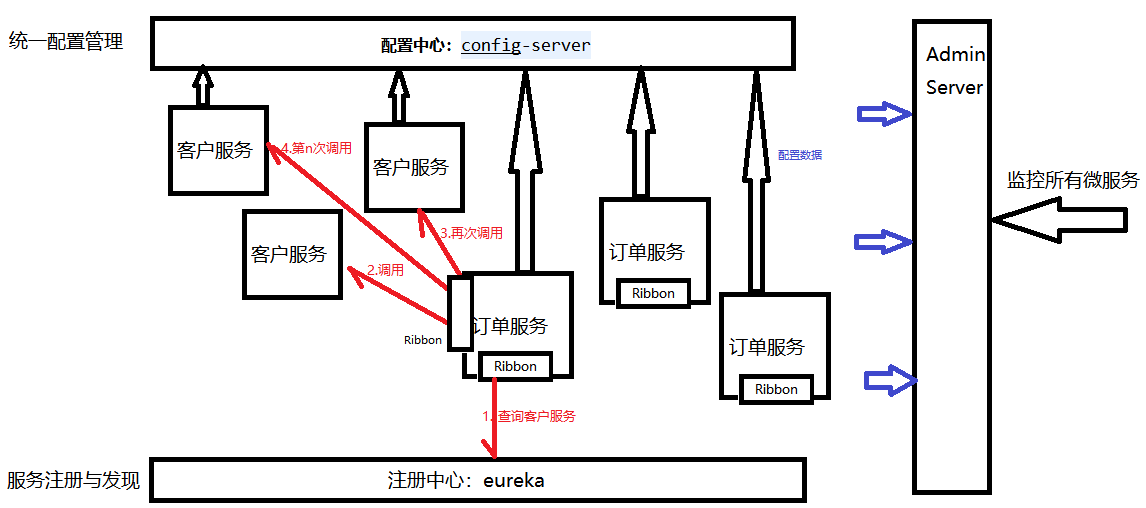 统一配置管理
配置中心：config-server
Admin
Server
客户服务
4.第n次调用
客户服务
配置数据
监控所有微服务
客户服务
3.再次调用
2.调用
订单服务
Ribbon
Ribbon
订单服务
Ribbon
订单服务
Ribbon
1.查询客户服务
服务注册与发现
注册中心：eureka